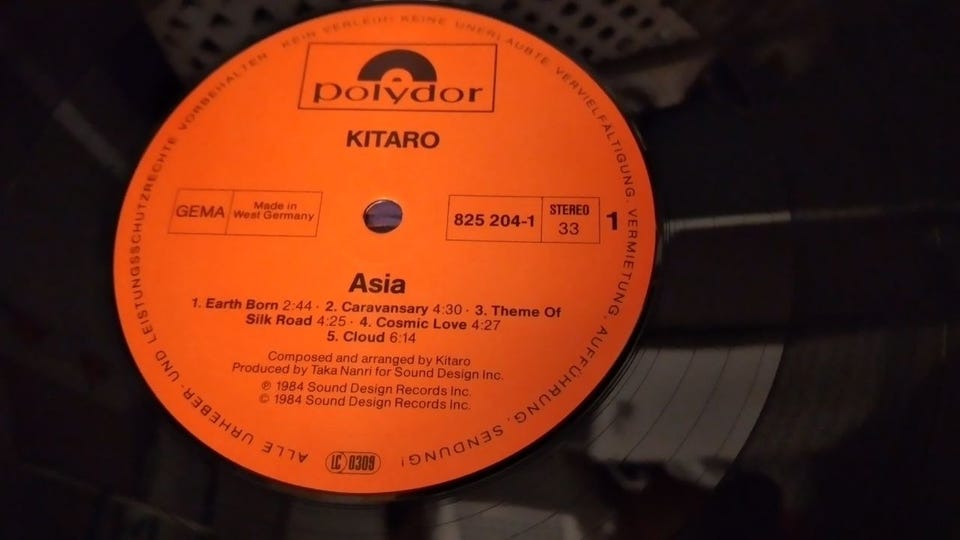 polydor
KITARO
GEMA
Made in
West Germany
825 204-1
STEREO
33
1
Asia
1. Earth Born 2:44 · 2. Caravansary 4:30 · 3. Theme Of
Silk Road 4:25 · 4. Cosmic Love 4:27
5. Cloud 6:14
Composed and arranged by Kitaro
Produced by Taka Nanri for Sound Design Inc.
℗ 1984 Sound Design Records Inc.
© 1984 Sound Design Records Inc.
LC 0309
ALLE URHEBER- UND LEISTUNGSSCHUTZRECHTE VORBEHALTEN · KEIN VERLEIH! KEINE UNERLAUBTE VERVIELFÄLTIGUNG, VERMIETUNG, AUFFÜHRUNG, SENDUNG!